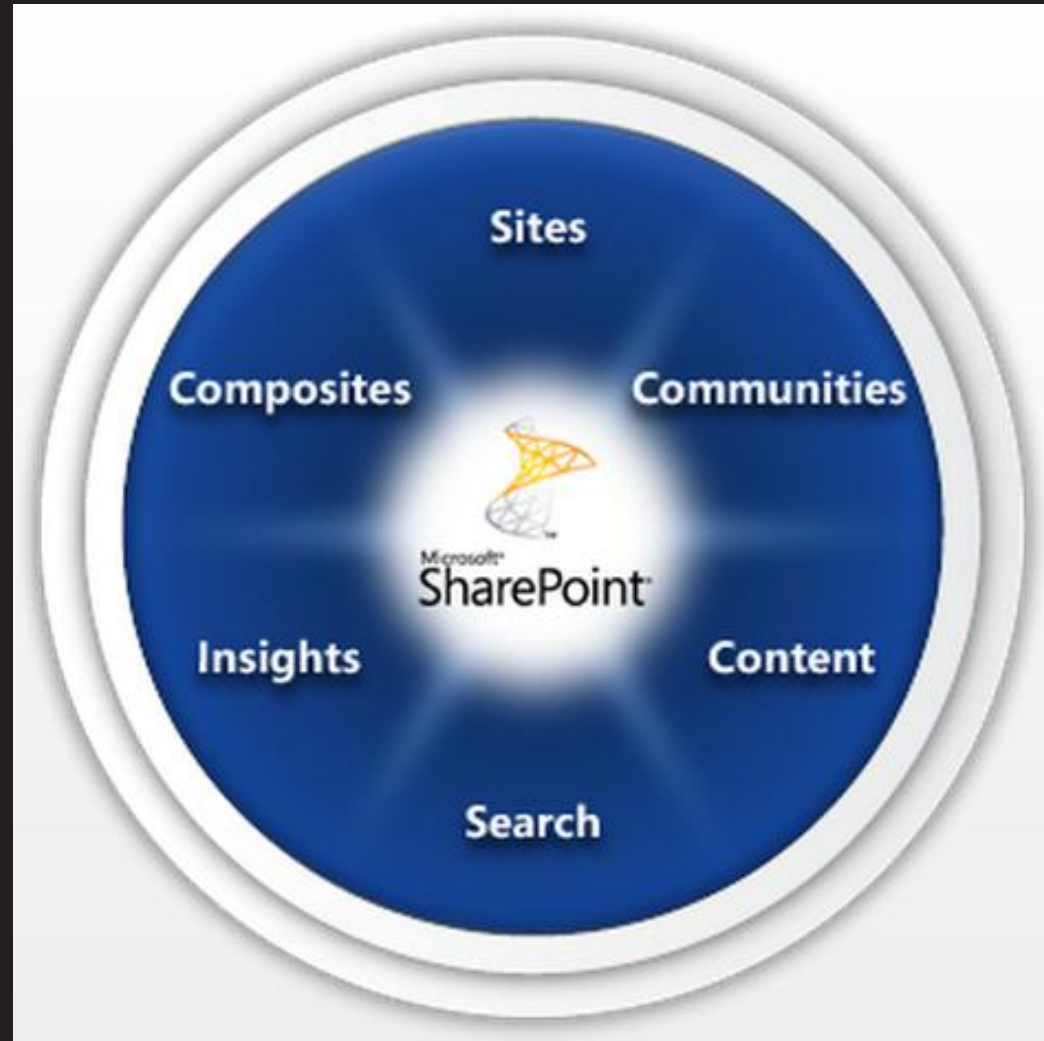 Sites
Composites
Communities
Microsoft®
SharePoint®
Insights
Content
Search